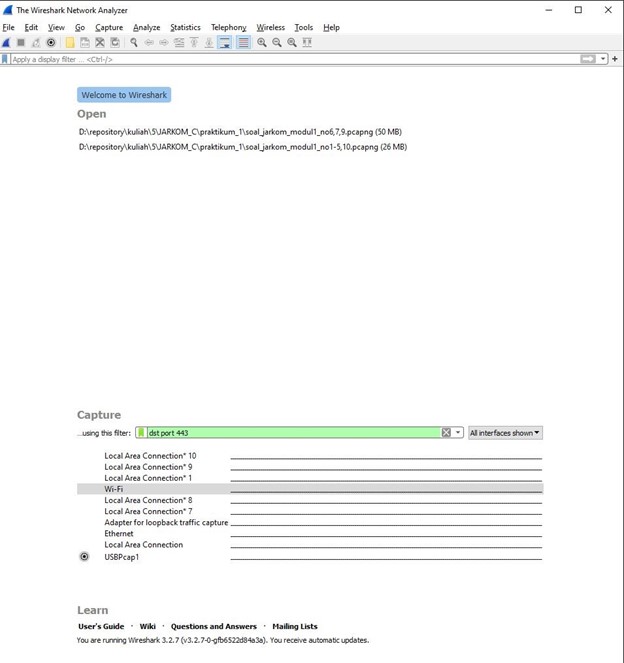 The Wireshark Network Analyzer
File Edit View Go Capture Analyze Statistics Telephony Wireless Tools Help
Apply a display filter ... <Ctrl-/>
Welcome to Wireshark
Open
D:\repository\kuliah\5\JARKOM_C\praktikum_1\soal_jarkom_modul1_no6,7,9.pcapng (50 MB)
D:\repository\kuliah\5\JARKOM_C\praktikum_1\soal_jarkom_modul1_no1-5,10.pcapng (26 MB)
Capture
...using this filter: dst port 443 All interfaces shown
Local Area Connection* 10
Local Area Connection* 9
Local Area Connection* 1
Wi-Fi
Local Area Connection* 8
Local Area Connection* 7
Adapter for loopback traffic capture
Ethernet
Local Area Connection
USBPcap1
Learn
User's Guide · Wiki · Questions and Answers · Mailing Lists
You are running Wireshark 3.2.7 (v3.2.7-0-gfb6522d84a3a). You receive automatic updates.